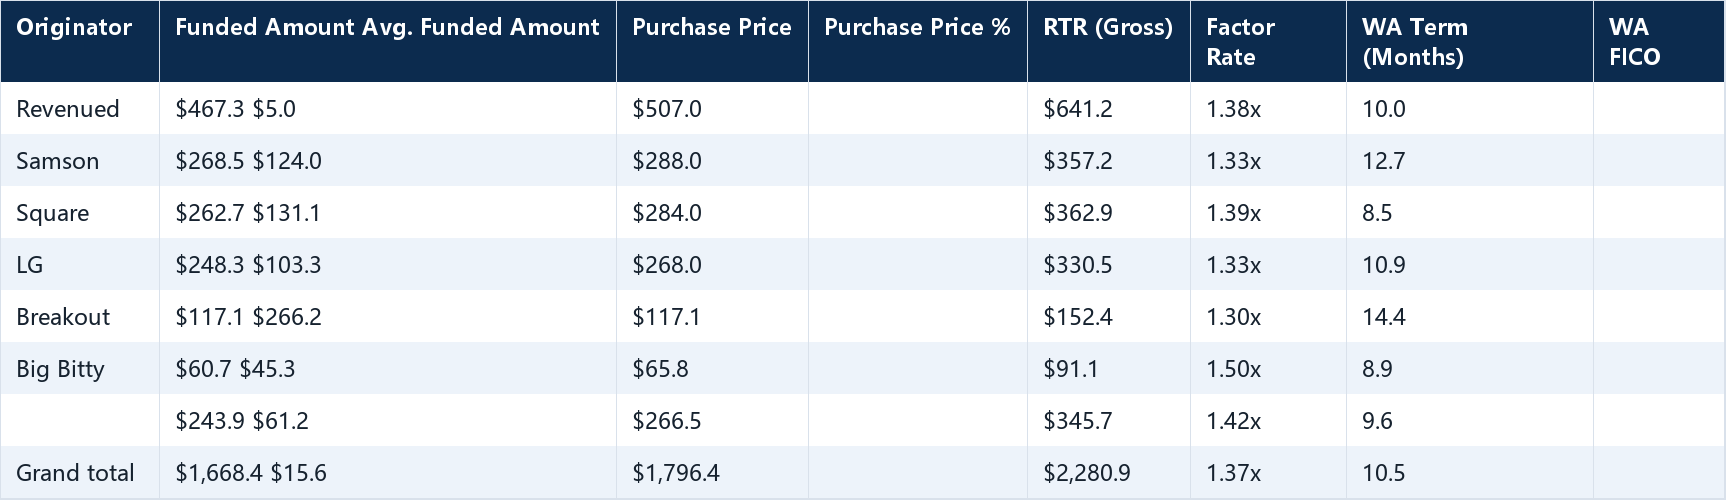 Originator Funded Amount Avg. Funded Amount Purchase Price Purchase Price % RTR (Gross) Factor Rate WA Term (Months) WA FICO
Revenued $467.3 $5.0 $507.0 $641.2 1.38x 10.0
Samson $268.5 $124.0 $288.0 $357.2 1.33x 12.7
Square $262.7 $131.1 $284.0 $362.9 1.39x 8.5
LG $248.3 $103.3 $268.0 $330.5 1.33x 10.9
Breakout $117.1 $266.2 $117.1 $152.4 1.30x 14.4
Big Bitty $60.7 $45.3 $65.8 $91.1 1.50x 8.9
$243.9 $61.2 $266.5 $345.7 1.42x 9.6
Grand total $1,668.4 $15.6 $1,796.4 $2,280.9 1.37x 10.5